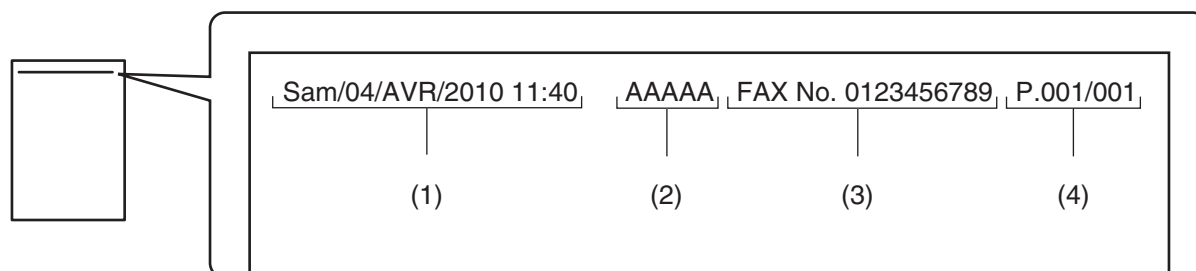 Sam/04/AVR/2010 11:40 AAAAA FAX No. 0123456789 P.001/001
(1) (2) (3) (4)